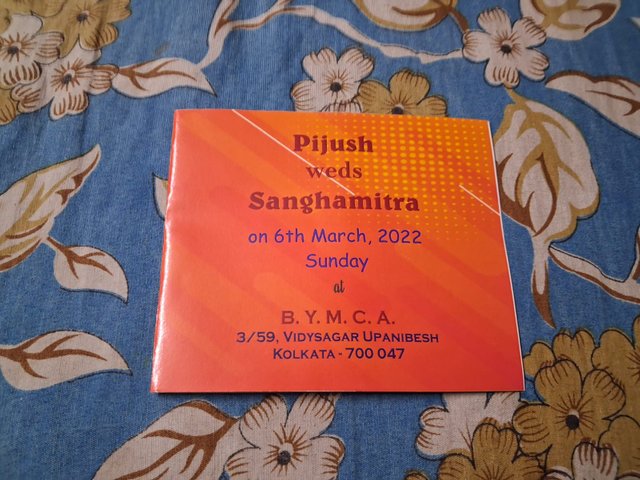 Pijush
weds
Sanghamitra
on 6th March, 2022
Sunday
at
B. Y. M. C. A.
3/59, Vidysagar Upanibesh
Kolkata - 700 047